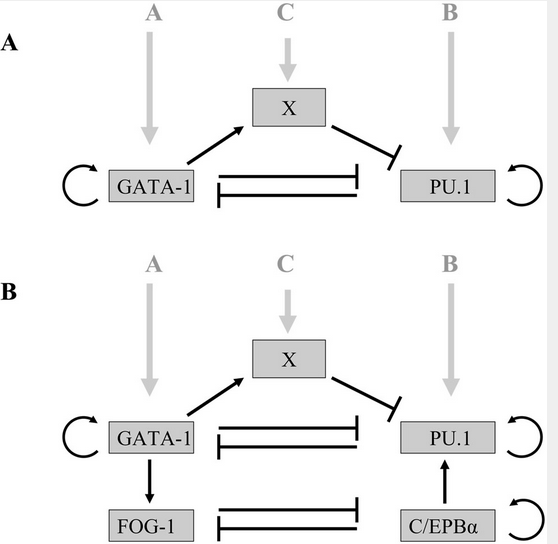 A C B
A
X
GATA-1 PU.1
A C B
B
X
GATA-1 PU.1
FOG-1 C/EPBα